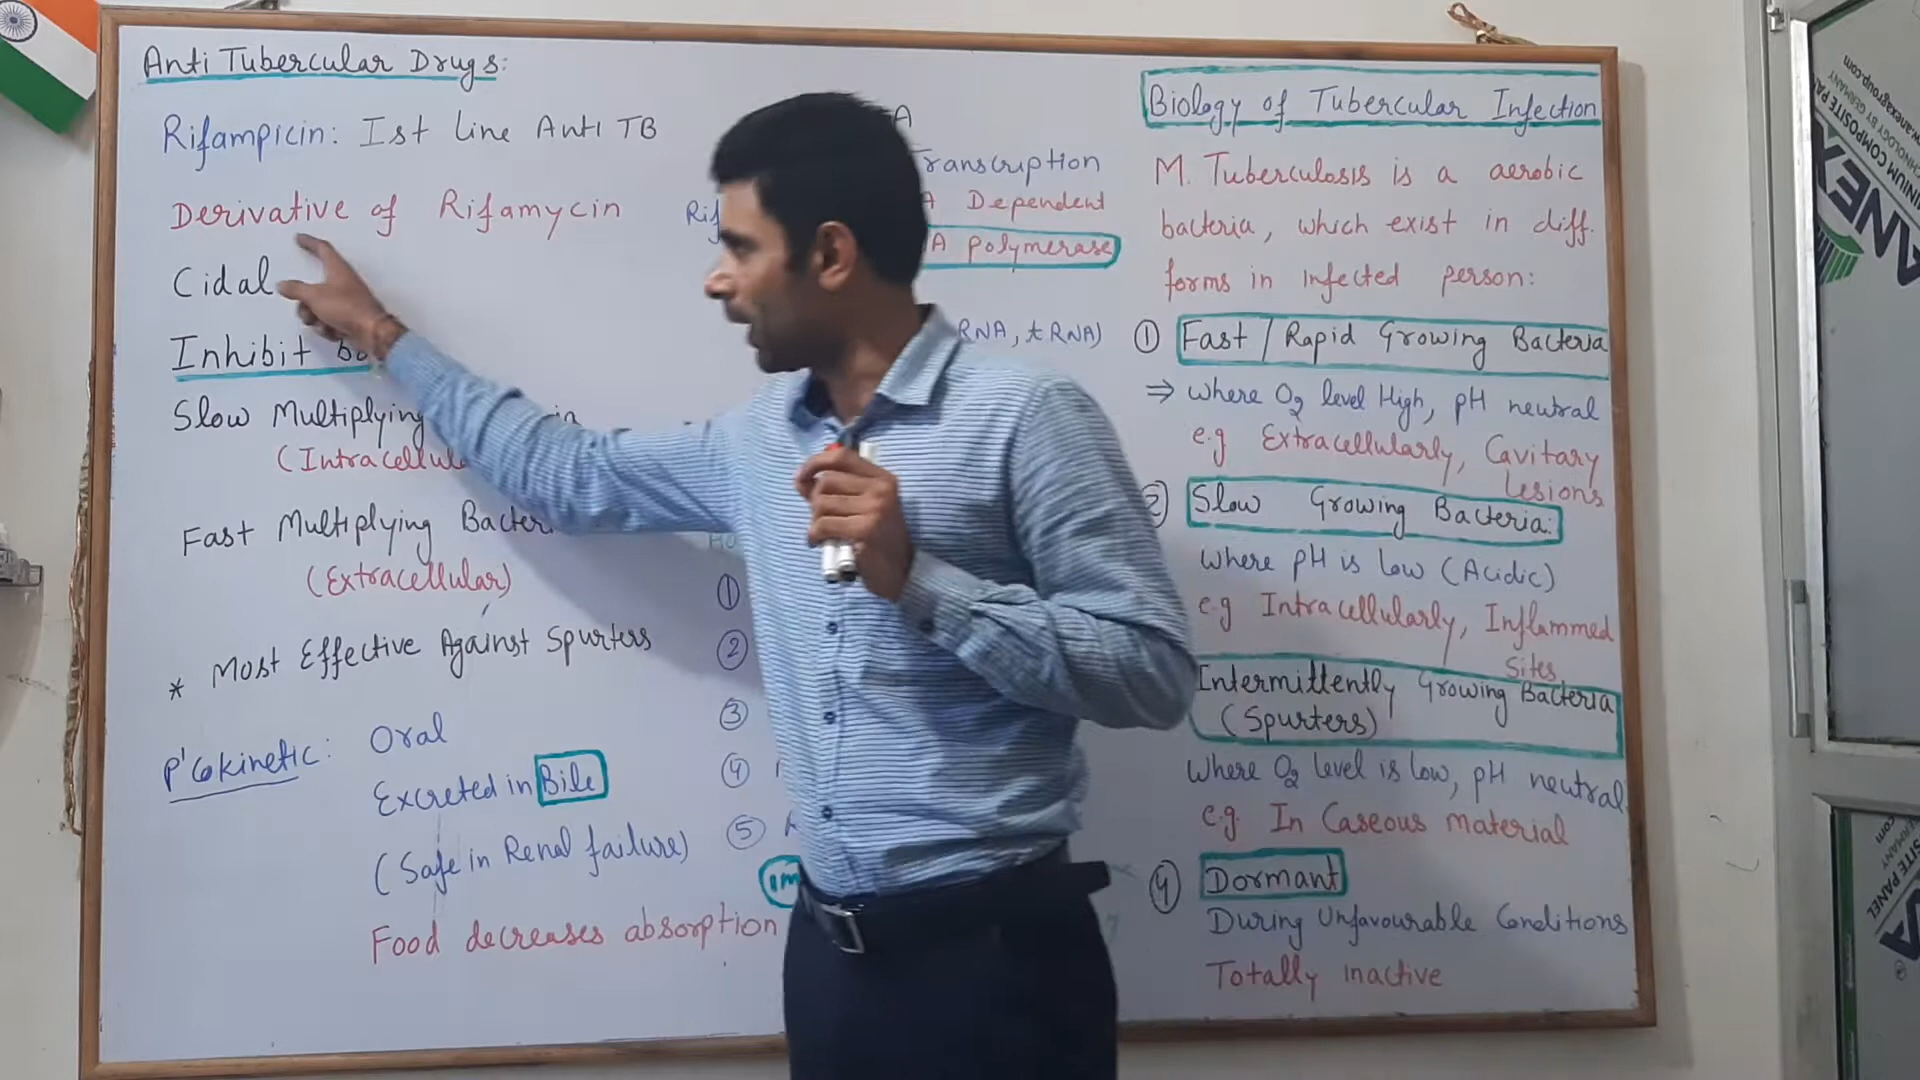 Anti Tubercular Drugs:
Rifampicin: Ist line Anti TB
Derivative of Rifamycin
Cidal
Inhibit
Slow Multiplying
Fast Multiplying
(Extracellular)
* Most Effective Against Spurters
P'Cokinetic: Oral
Excreted in Bile
(Safe in Renal failure)
Food decreases absorption
A
Transcription
A Dependent
A polymerase
RNA, tRNA)
①
②
③
④
⑤
Biology of Tubercular Infection
M. Tuberculosis is a aerobic
bacteria, which exist in diff.
forms in infected person:
① Fast / Rapid Growing Bacteria
⇒ where O2 level High, pH neutral
e.g Extracellularly, Cavitary
Lesions
② Slow Growing Bacteria:
Where pH is low (Acidic)
e.g Intracellularly, Inflammed
Sites,
Intermittently Growing Bacteria
(Spurters)
Where O2 level is low, pH neutral
e.g. In Caseous material
④ Dormant
During Unfavourable Conditions
Totally inactive